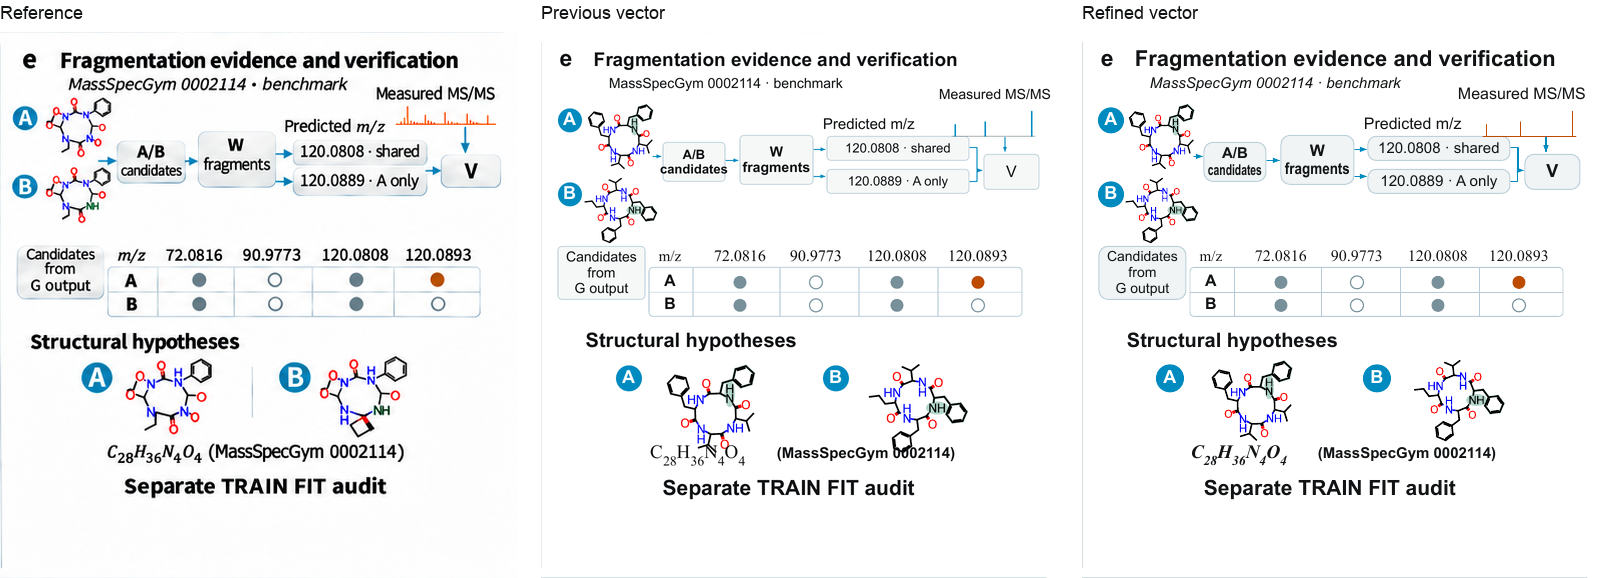 Reference
e Fragmentation evidence and verification
MassSpecGym 0002114 • benchmark
Measured MS/MS
A
Predicted m/z
A/B
candidates
W
fragments
120.0808 · shared
120.0889 · A only
V
B
Candidates
from
G output
m/z 72.0816 90.9773 120.0808 120.0893
A
B
Structural hypotheses
A B
C28H36N4O4 (MassSpecGym 0002114)
Separate TRAIN FIT audit
Previous vector
e Fragmentation evidence and verification
MassSpecGym 0002114 · benchmark
Measured MS/MS
A
Predicted m/z
A/B
candidates
W
fragments
120.0808 · shared
120.0889 · A only
V
B
Candidates
from
G output
m/z 72.0816 90.9773 120.0808 120.0893
A
B
Structural hypotheses
A B
C28H36N4O4 (MassSpecGym 0002114)
Separate TRAIN FIT audit
Refined vector
e Fragmentation evidence and verification
MassSpecGym 0002114 · benchmark
Measured MS/MS
A
Predicted m/z
A/B
candidates
W
fragments
120.0808 · shared
120.0889 · A only
V
B
Candidates
from
G output
m/z 72.0816 90.9773 120.0808 120.0893
A
B
Structural hypotheses
A B
C28H36N4O4 (MassSpecGym 0002114)
Separate TRAIN FIT audit